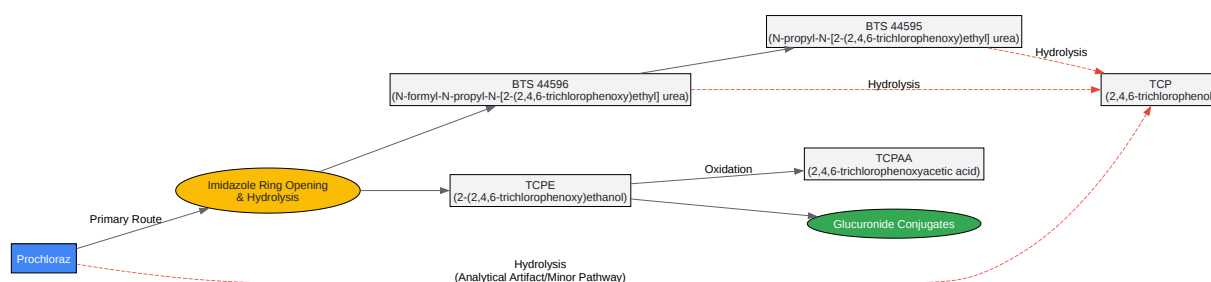 BTS 44595
(N-propyl-N-[2-(2,4,6-trichlorophenoxy)ethyl] urea)
Hydrolysis
BTS 44596
(N-formyl-N-propyl-N-[2-(2,4,6-trichlorophenoxy)ethyl] urea)
Hydrolysis
TCP
(2,4,6-trichlorophenol
TCPAA
(2,4,6-trichlorophenoxyacetic acid)
Oxidation
Imidazole Ring Opening
& Hydrolysis
TCPE
(2-(2,4,6-trichlorophenoxy)ethanol)
Primary Route
Glucuronide Conjugates
Prochloraz
Hydrolysis
(Analytical Artifact/Minor Pathway)